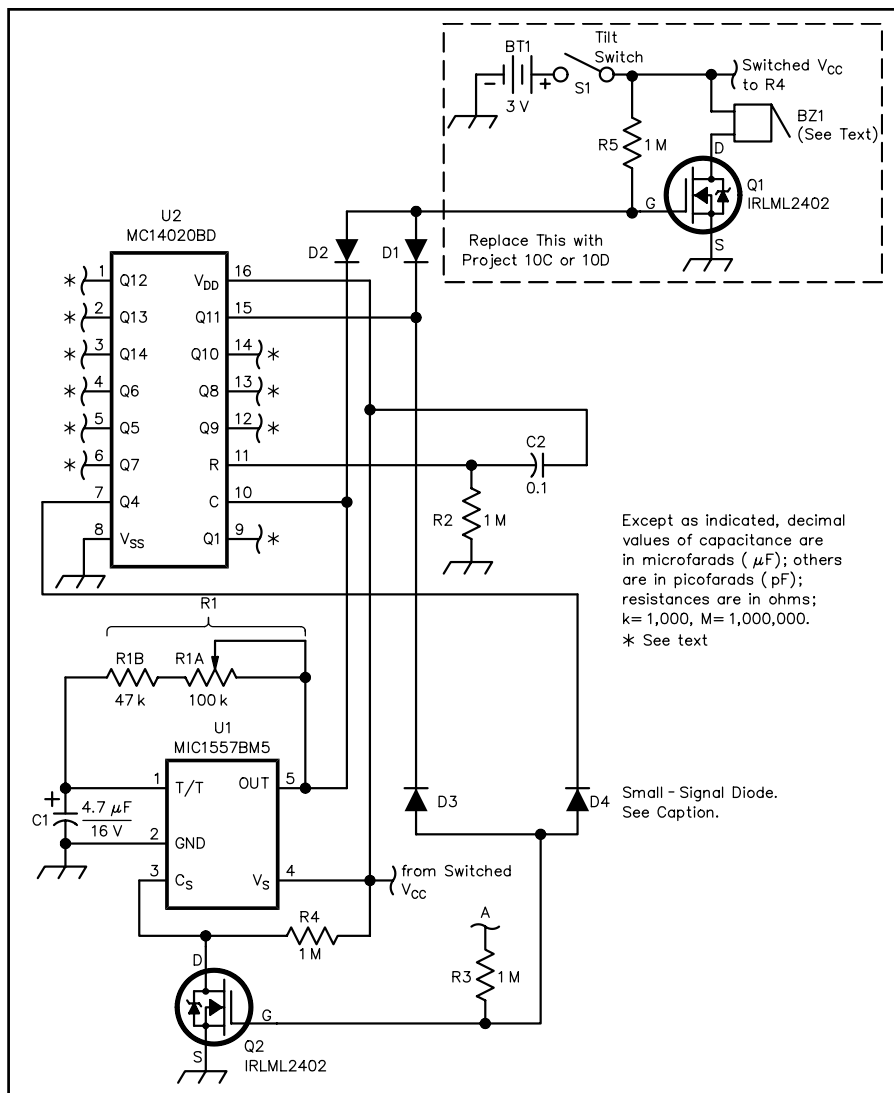 Tilt
Switch
BT1
3 V
S1
Switched VCC
to R4
BZ1
(See Text)
R5
1 M
D
G
S
Q1
IRLML2402
Replace This with
Project 10C or 10D
U2
MC14020BD
D2
D1
* 1 Q12 VDD 16
* 2 Q13 Q11 15
* 3 Q14 Q10 14 *
* 4 Q6 Q8 13 *
* 5 Q5 Q9 12 *
* 6 Q7 R 11
7 Q4 C 10
8 VSS Q1 9 *
C2
0.1
R2
1 M
Except as indicated, decimal
values of capacitance are
in microfarads ( µF); others
are in picofarads ( pF);
resistances are in ohms;
k= 1,000, M= 1,000,000.
* See text
R1
R1B
47 k
R1A
100 k
U1
MIC1557BM5
1 T/T OUT 5
2 GND
3 CS VS 4
+
C1
4.7 µF
16 V
D3
D4
Small - Signal Diode.
See Caption.
from Switched
VCC
R4
1 M
A
R3
1 M
D
G
S
Q2
IRLML2402